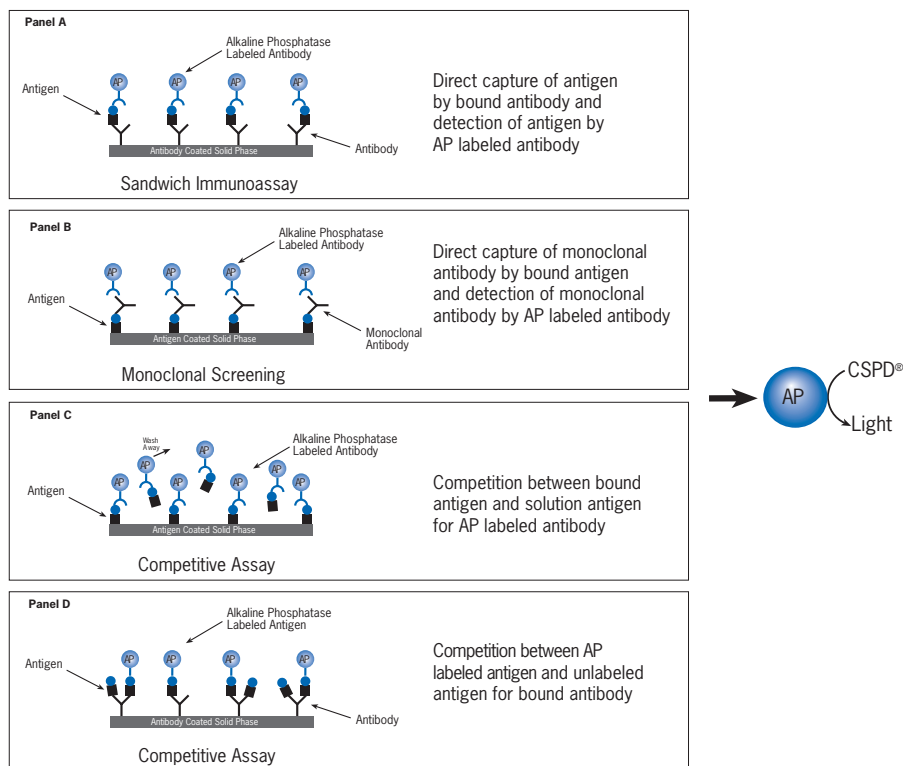 Panel A
Alkaline Phosphatase
Labeled Antibody
AP
AP
AP
AP
Antigen
Antibody
Antibody Coated Solid Phase
Sandwich Immunoassay
Direct capture of antigen
by bound antibody and
detection of antigen by
AP labeled antibody
Panel B
Alkaline Phosphatase
Labeled Antibody
AP
AP
AP
AP
Antigen
Monoclonal
Antibody
Antigen Coated Solid Phase
Monoclonal Screening
Direct capture of monoclonal
antibody by bound antigen
and detection of monoclonal
antibody by AP labeled antibody
Panel C
Wash
Away
Alkaline Phosphatase
Labeled Antibody
AP
AP
AP
AP
AP
AP
AP
Antigen
Antigen Coated Solid Phase
Competitive Assay
Competition between bound
antigen and solution antigen
for AP labeled antibody
Panel D
Alkaline Phosphatase
Labeled Antigen
AP
AP
AP
AP
Antigen
Antibody
Antibody Coated Solid Phase
Competitive Assay
Competition between AP
labeled antigen and unlabeled
antigen for bound antibody
AP
CSPD®
Light